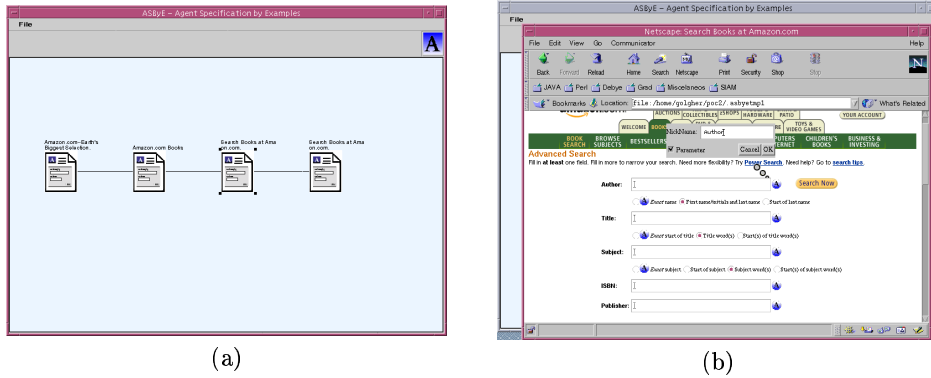 ASByE – Agent Specification by Examples
File
A
Amazon.com--Earth's
Biggest Selection.
Amazon.com Books
Search Books at Ama
on.com.
Search Books at Ama
on.com.
(a)
ASByE – Agent Specification by Examples
File
Netscape: Search Books at Amazon.com
File Edit View Go Communicator Help
Back Forward Reload Home Search Netscape Print Security Shop Stop
JAVA Perl Debye Grad Miscelaneos SIAM
Bookmarks Location: file:/home/golgher/poc2/.asbyetmp1 What's Related
AUCTIONS COLLECTIBLES ESHOPS HARDWARE PATIO
YOUR ACCOUNT
WELCOME TOYS &
VIDEO GAMES
NickName: Author
Parameter Cancel OK
BOOK
SEARCH
BROWSE
SUBJECTS
BESTSELLERS
CHILDREN'S
BOOKS
BUSINESS &
INVESTING
Advanced Search
Fill in at least one field. Fill in more to narrow your search. Need more flexibility? Try Power Search. Need help? Go to search tips.
Author: Search Now
Exact name First name/initials and last name Start of last name
Title:
Exact start of title Title word(s) Start(s) of title word(s)
Subject:
Exact subject Start of subject Subject word(s) Start(s) of subject word(s)
ISBN:
Publisher:
(b)